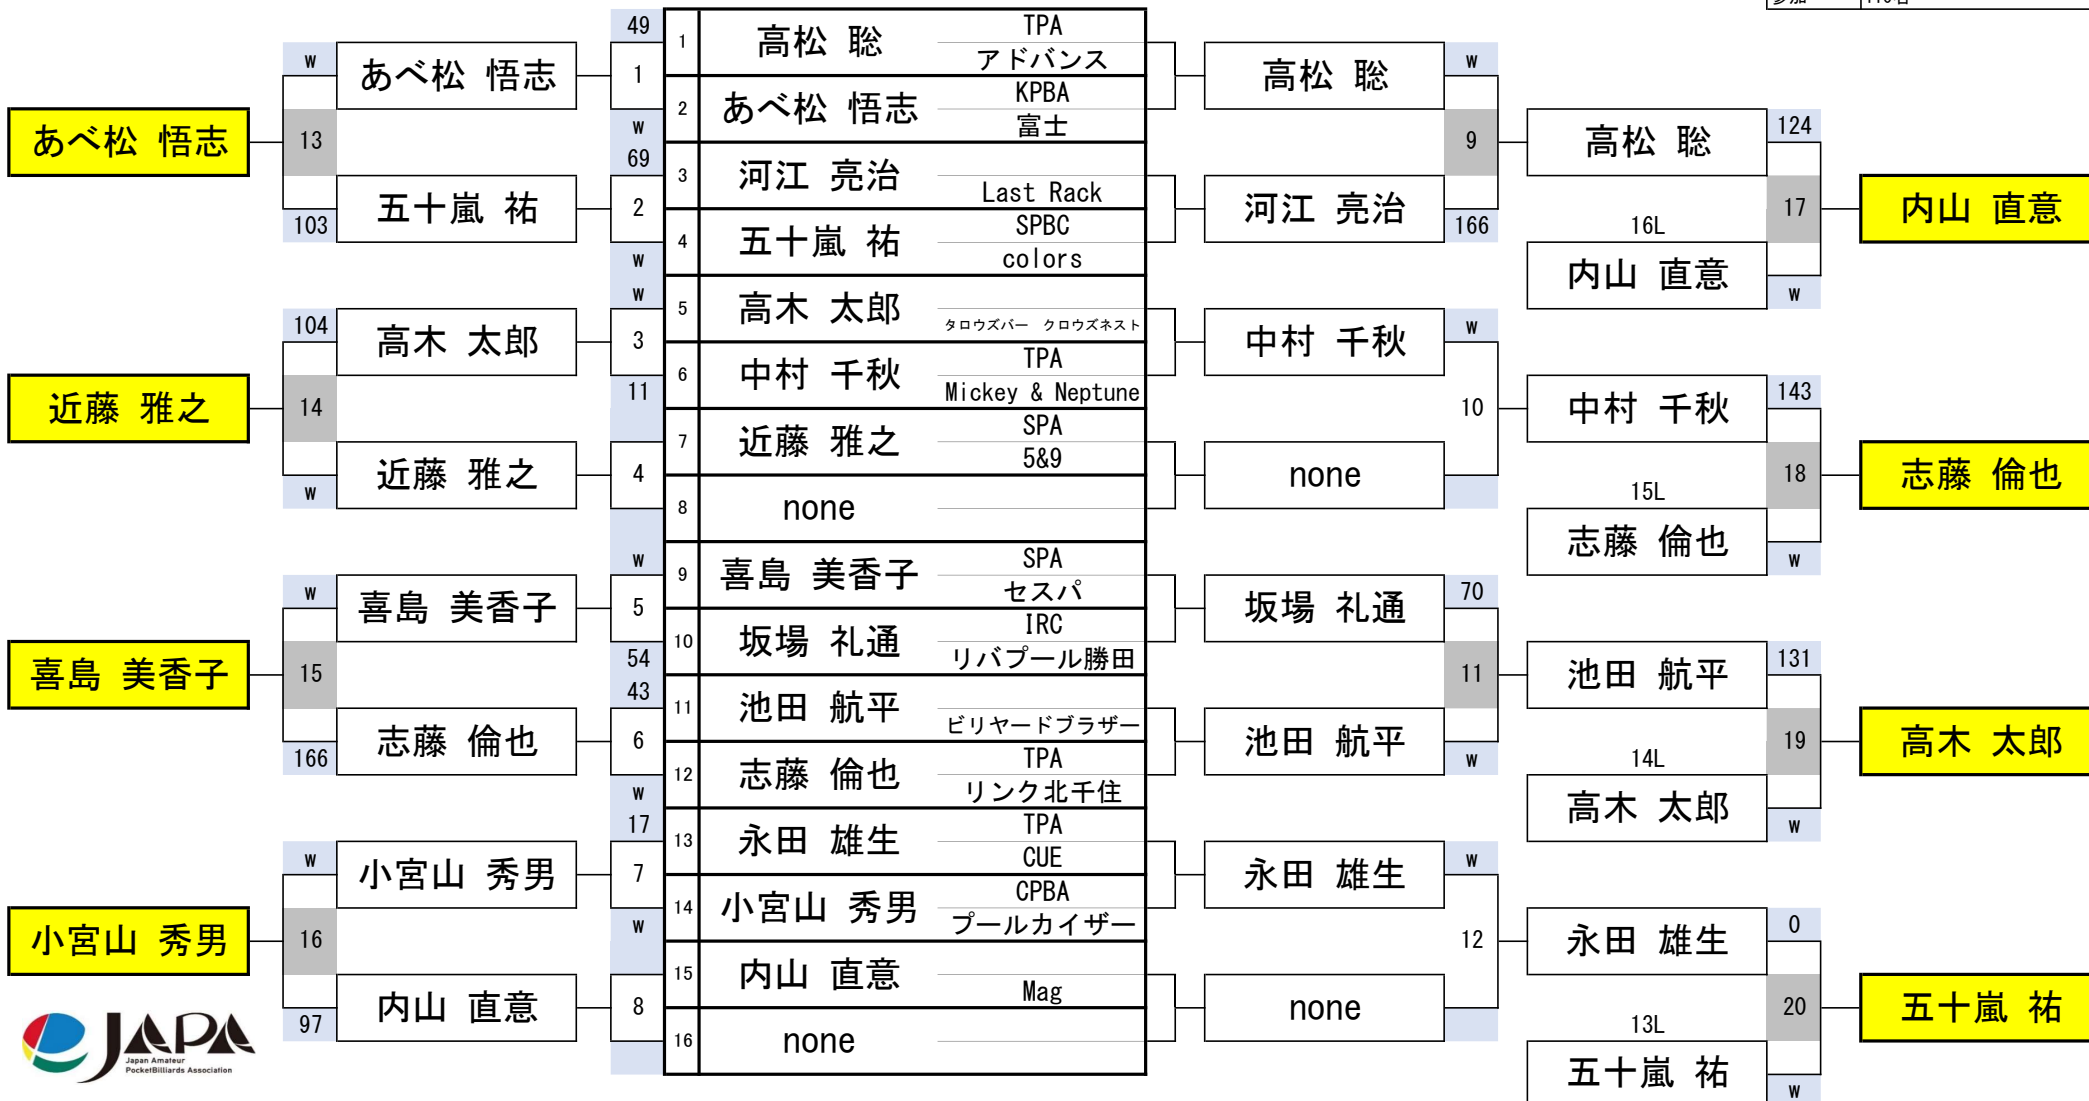 49
1
高松 聡
TPA
アドバンス
W
あべ松 悟志
1
2
あべ松 悟志
KPBA
富士
高松 聡
W
あべ松 悟志
13
W
69
3
河江 亮治
Last Rack
9
高松 聡
124
103
五十嵐 祐
2
4
五十嵐 祐
SPBC
colors
河江 亮治
166
16L
17
内山 直意
W
内山 直意
W
W
5
高木 太郎
タロウズバー クロウズネスト
104
高木 太郎
3
6
中村 千秋
TPA
Mickey & Neptune
中村 千秋
W
近藤 雅之
14
11
10
中村 千秋
143
7
近藤 雅之
SPA
5&9
W
近藤 雅之
4
8
none
none
15L
18
志藤 倫也
志藤 倫也
W
W
9
喜島 美香子
SPA
セスパ
W
喜島 美香子
5
10
坂場 礼通
IRC
リバプール勝田
坂場 礼通
70
喜島 美香子
15
54
43
11
池田 航平
ビリヤードブラザー
11
池田 航平
131
166
志藤 倫也
6
12
志藤 倫也
TPA
リンク北千住
池田 航平
W
14L
19
高木 太郎
高木 太郎
W
W
17
13
永田 雄生
TPA
CUE
W
小宮山 秀男
7
14
小宮山 秀男
CPBA
プールカイザー
永田 雄生
W
小宮山 秀男
16
W
12
永田 雄生
0
15
内山 直意
Mag
97
内山 直意
8
16
none
none
13L
20
五十嵐 祐
五十嵐 祐
W
JAPA
Japan Amateur
PocketBilliards Association